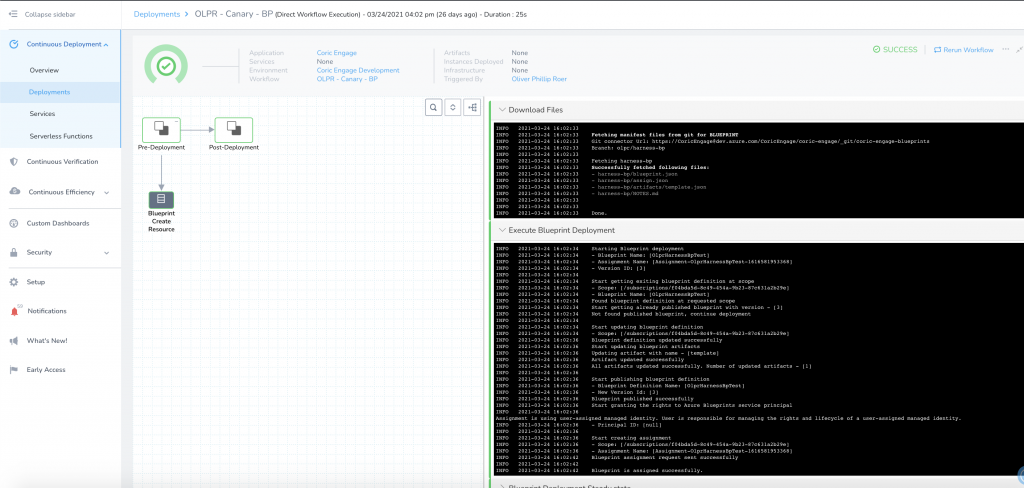 Collapse sidebar
Deployments > OLPR - Canary - BP (Direct Workflow Execution) - 03/24/2021 04:02 pm (26 days ago) - Duration : 25s
Continuous Deployment
Overview
Deployments
Services
Serverless Functions
Continuous Verification
Continuous Efficiency
Custom Dashboards
Security
Setup
Notifications
What's New!
Early Access
Application Coric Engage
Services None
Environment Coric Engage Development
Workflow OLPR - Canary - BP
Artifacts None
Instances Deployed None
Infrastructure None
Triggered By Oliver Phillip Roer
SUCCESS
Rerun Workflow
Pre-Deployment
Post-Deployment
Blueprint
Create
Resource
Download Files
INFO 2021-03-24 16:02:33
INFO 2021-03-24 16:02:33 Fetching manifest files from git for BLUEPRINT
INFO 2021-03-24 16:02:33 Git connector Url: https://CoricEngage@dev.azure.com/CoricEngage/coric-engage/_git/coric-engage-blueprints
INFO 2021-03-24 16:02:33 Branch: olpr/harness-bp
INFO 2021-03-24 16:02:33
INFO 2021-03-24 16:02:33 Fetching harness-bp
INFO 2021-03-24 16:02:33 Successfully fetched following files:
INFO 2021-03-24 16:02:33 - harness-bp/blueprint.json
INFO 2021-03-24 16:02:33 - harness-bp/assign.json
INFO 2021-03-24 16:02:33 - harness-bp/artifacts/template.json
INFO 2021-03-24 16:02:33 - harness-bp/NOTES.md
INFO 2021-03-24 16:02:33
INFO 2021-03-24 16:02:33
INFO 2021-03-24 16:02:33 Done.
Execute Blueprint Deployment
INFO 2021-03-24 16:02:34 Starting Blueprint deployment
INFO 2021-03-24 16:02:34 - Blueprint Name: [OlprHarnessBpTest]
INFO 2021-03-24 16:02:34 - Assignment Name: [Assignment-OlprHarnessBpTest-1616581953368]
INFO 2021-03-24 16:02:34 - Version ID: [3]
INFO 2021-03-24 16:02:34
INFO 2021-03-24 16:02:34 Start getting exiting blueprint definition at scope
INFO 2021-03-24 16:02:34 - Scope: [/subscriptions/ff4bda5d-8c49-454a-9b23-87c631a2b29e]
INFO 2021-03-24 16:02:34 - Blueprint Name: [OlprHarnessBpTest]
INFO 2021-03-24 16:02:34 Found blueprint definition at requested scope
INFO 2021-03-24 16:02:34 Start getting already published blueprint with version - [3]
INFO 2021-03-24 16:02:34 Not found published blueprint, continue deployment
INFO 2021-03-24 16:02:34
INFO 2021-03-24 16:02:34 Start updating blueprint definition
INFO 2021-03-24 16:02:34 - Scope: [/subscriptions/ff4bda5d-8c49-454a-9b23-87c631a2b29e]
INFO 2021-03-24 16:02:36 Blueprint definition updated successfully
INFO 2021-03-24 16:02:36 Start updating blueprint artifacts
INFO 2021-03-24 16:02:36 Updating artifact with name - [template]
INFO 2021-03-24 16:02:36 Artifact updated successfully
INFO 2021-03-24 16:02:36 All artifacts updated successfully. Number of updated artifacts - [1]
INFO 2021-03-24 16:02:36
INFO 2021-03-24 16:02:36 Start publishing blueprint definition
INFO 2021-03-24 16:02:36 - Blueprint Definition Name: [OlprHarnessBpTest]
INFO 2021-03-24 16:02:36 - New Version Id: [3]
INFO 2021-03-24 16:02:36 Blueprint published successfully
INFO 2021-03-24 16:02:36 Start granting the rights to Azure Blueprints service principal
Assignment is using user-assigned managed identity. User is responsible for managing the rights and lifecycle of a user-assigned managed identity.
INFO 2021-03-24 16:02:36 - Principal ID: [null]
INFO 2021-03-24 16:02:36
INFO 2021-03-24 16:02:36 Start creating assignment
INFO 2021-03-24 16:02:36 - Scope: [/subscriptions/ff4bda5d-8c49-454a-9b23-87c631a2b29e]
INFO 2021-03-24 16:02:36 - Assignment Name: [Assignment-OlprHarnessBpTest-1616581953368]
INFO 2021-03-24 16:02:42 Blueprint assignment request sent successfully
INFO 2021-03-24 16:02:42
INFO 2021-03-24 16:02:42 Blueprint is assigned successfully.
Blueprint Deployment Steady state